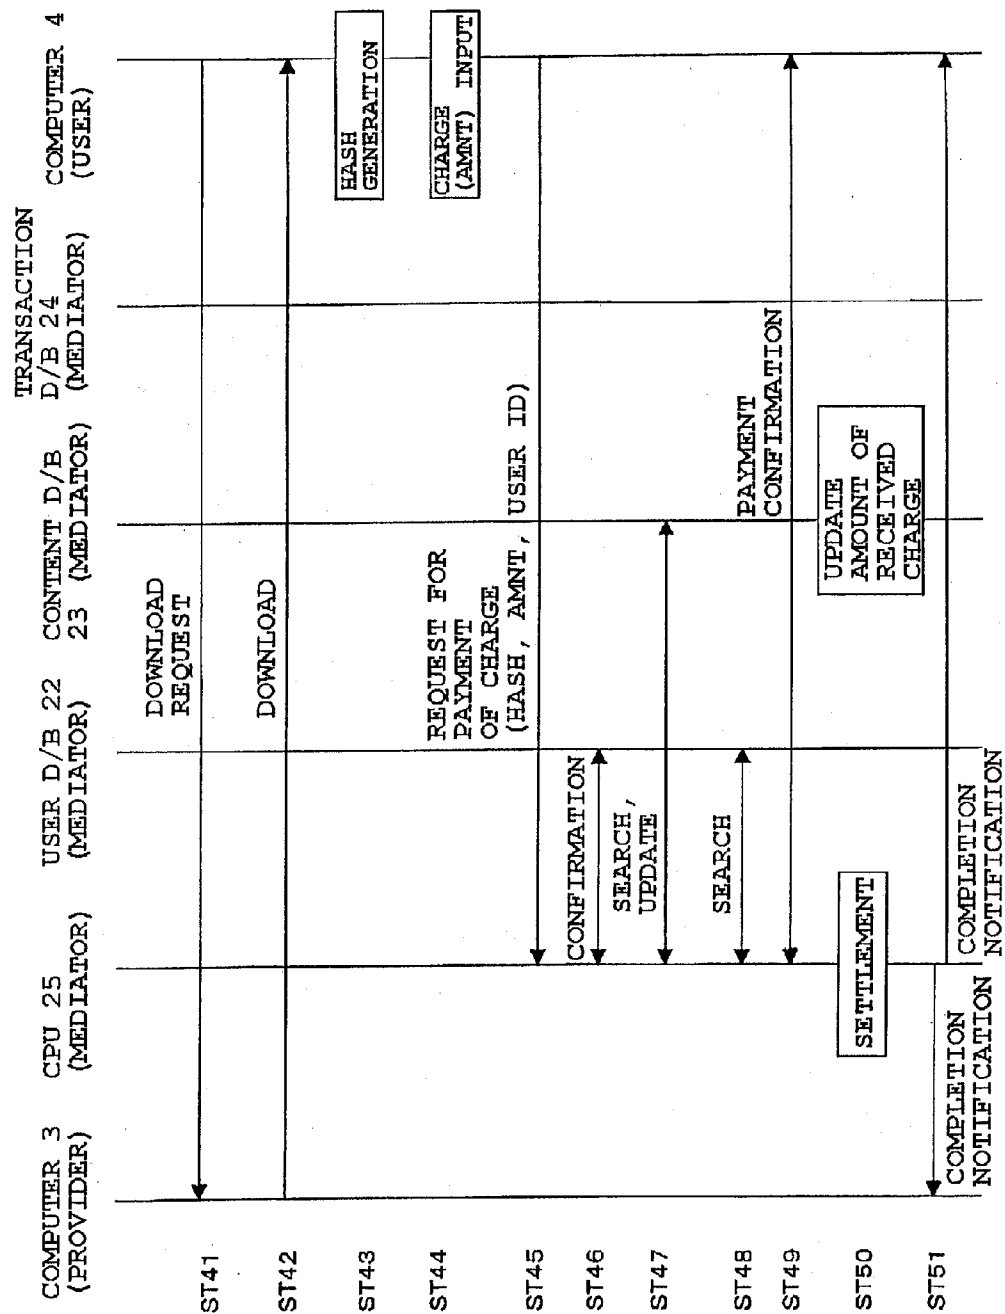 COMPUTER 3
(PROVIDER)
CPU 25
(MEDIATOR)
USER D/B 22
(MEDIATOR)
CONTENT D/B
23 (MEDIATOR)
TRANSACTION
D/B 24
(MEDIATOR)
COMPUTER 4
(USER)
ST41
DOWNLOAD
REQUEST
ST42
DOWNLOAD
ST43
HASH
GENERATION
ST44
CHARGE
(AMNT) INPUT
ST45
REQUEST FOR
PAYMENT
OF CHARGE
(HASH, AMNT, USER ID)
ST46
CONFIRMATION
ST47
SEARCH,
UPDATE
ST48
SEARCH
ST49
PAYMENT
CONFIRMATION
ST50
SETTLEMENT
UPDATE
AMOUNT OF
RECEIVED
CHARGE
ST51
COMPLETION
NOTIFICATION
COMPLETION
NOTIFICATION